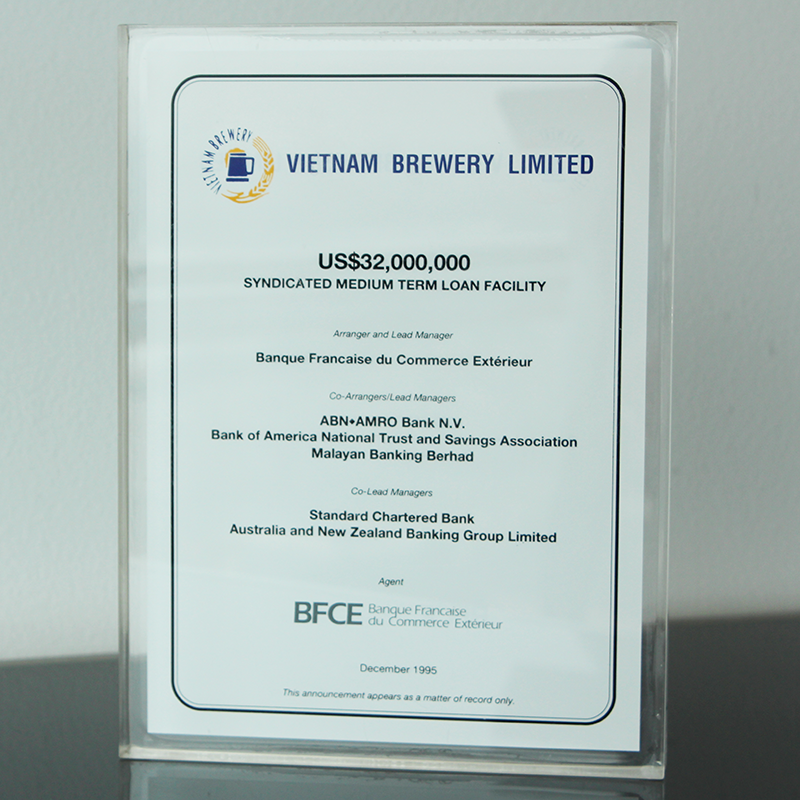 VIETNAM BREWERY
VIETNAM BREWERY LIMITED
US$32,000,000
SYNDICATED MEDIUM TERM LOAN FACILITY
Arranger and Lead Manager
Banque Francaise du Commerce Extérieur
Co-Arrangers/Lead Managers
ABN♦AMRO Bank N.V.
Bank of America National Trust and Savings Association
Malayan Banking Berhad
Co-Lead Managers
Standard Chartered Bank
Australia and New Zealand Banking Group Limited
Agent
BFCE Banque Francaise
du Commerce Extérieur
December 1995
This announcement appears as a matter of record only.